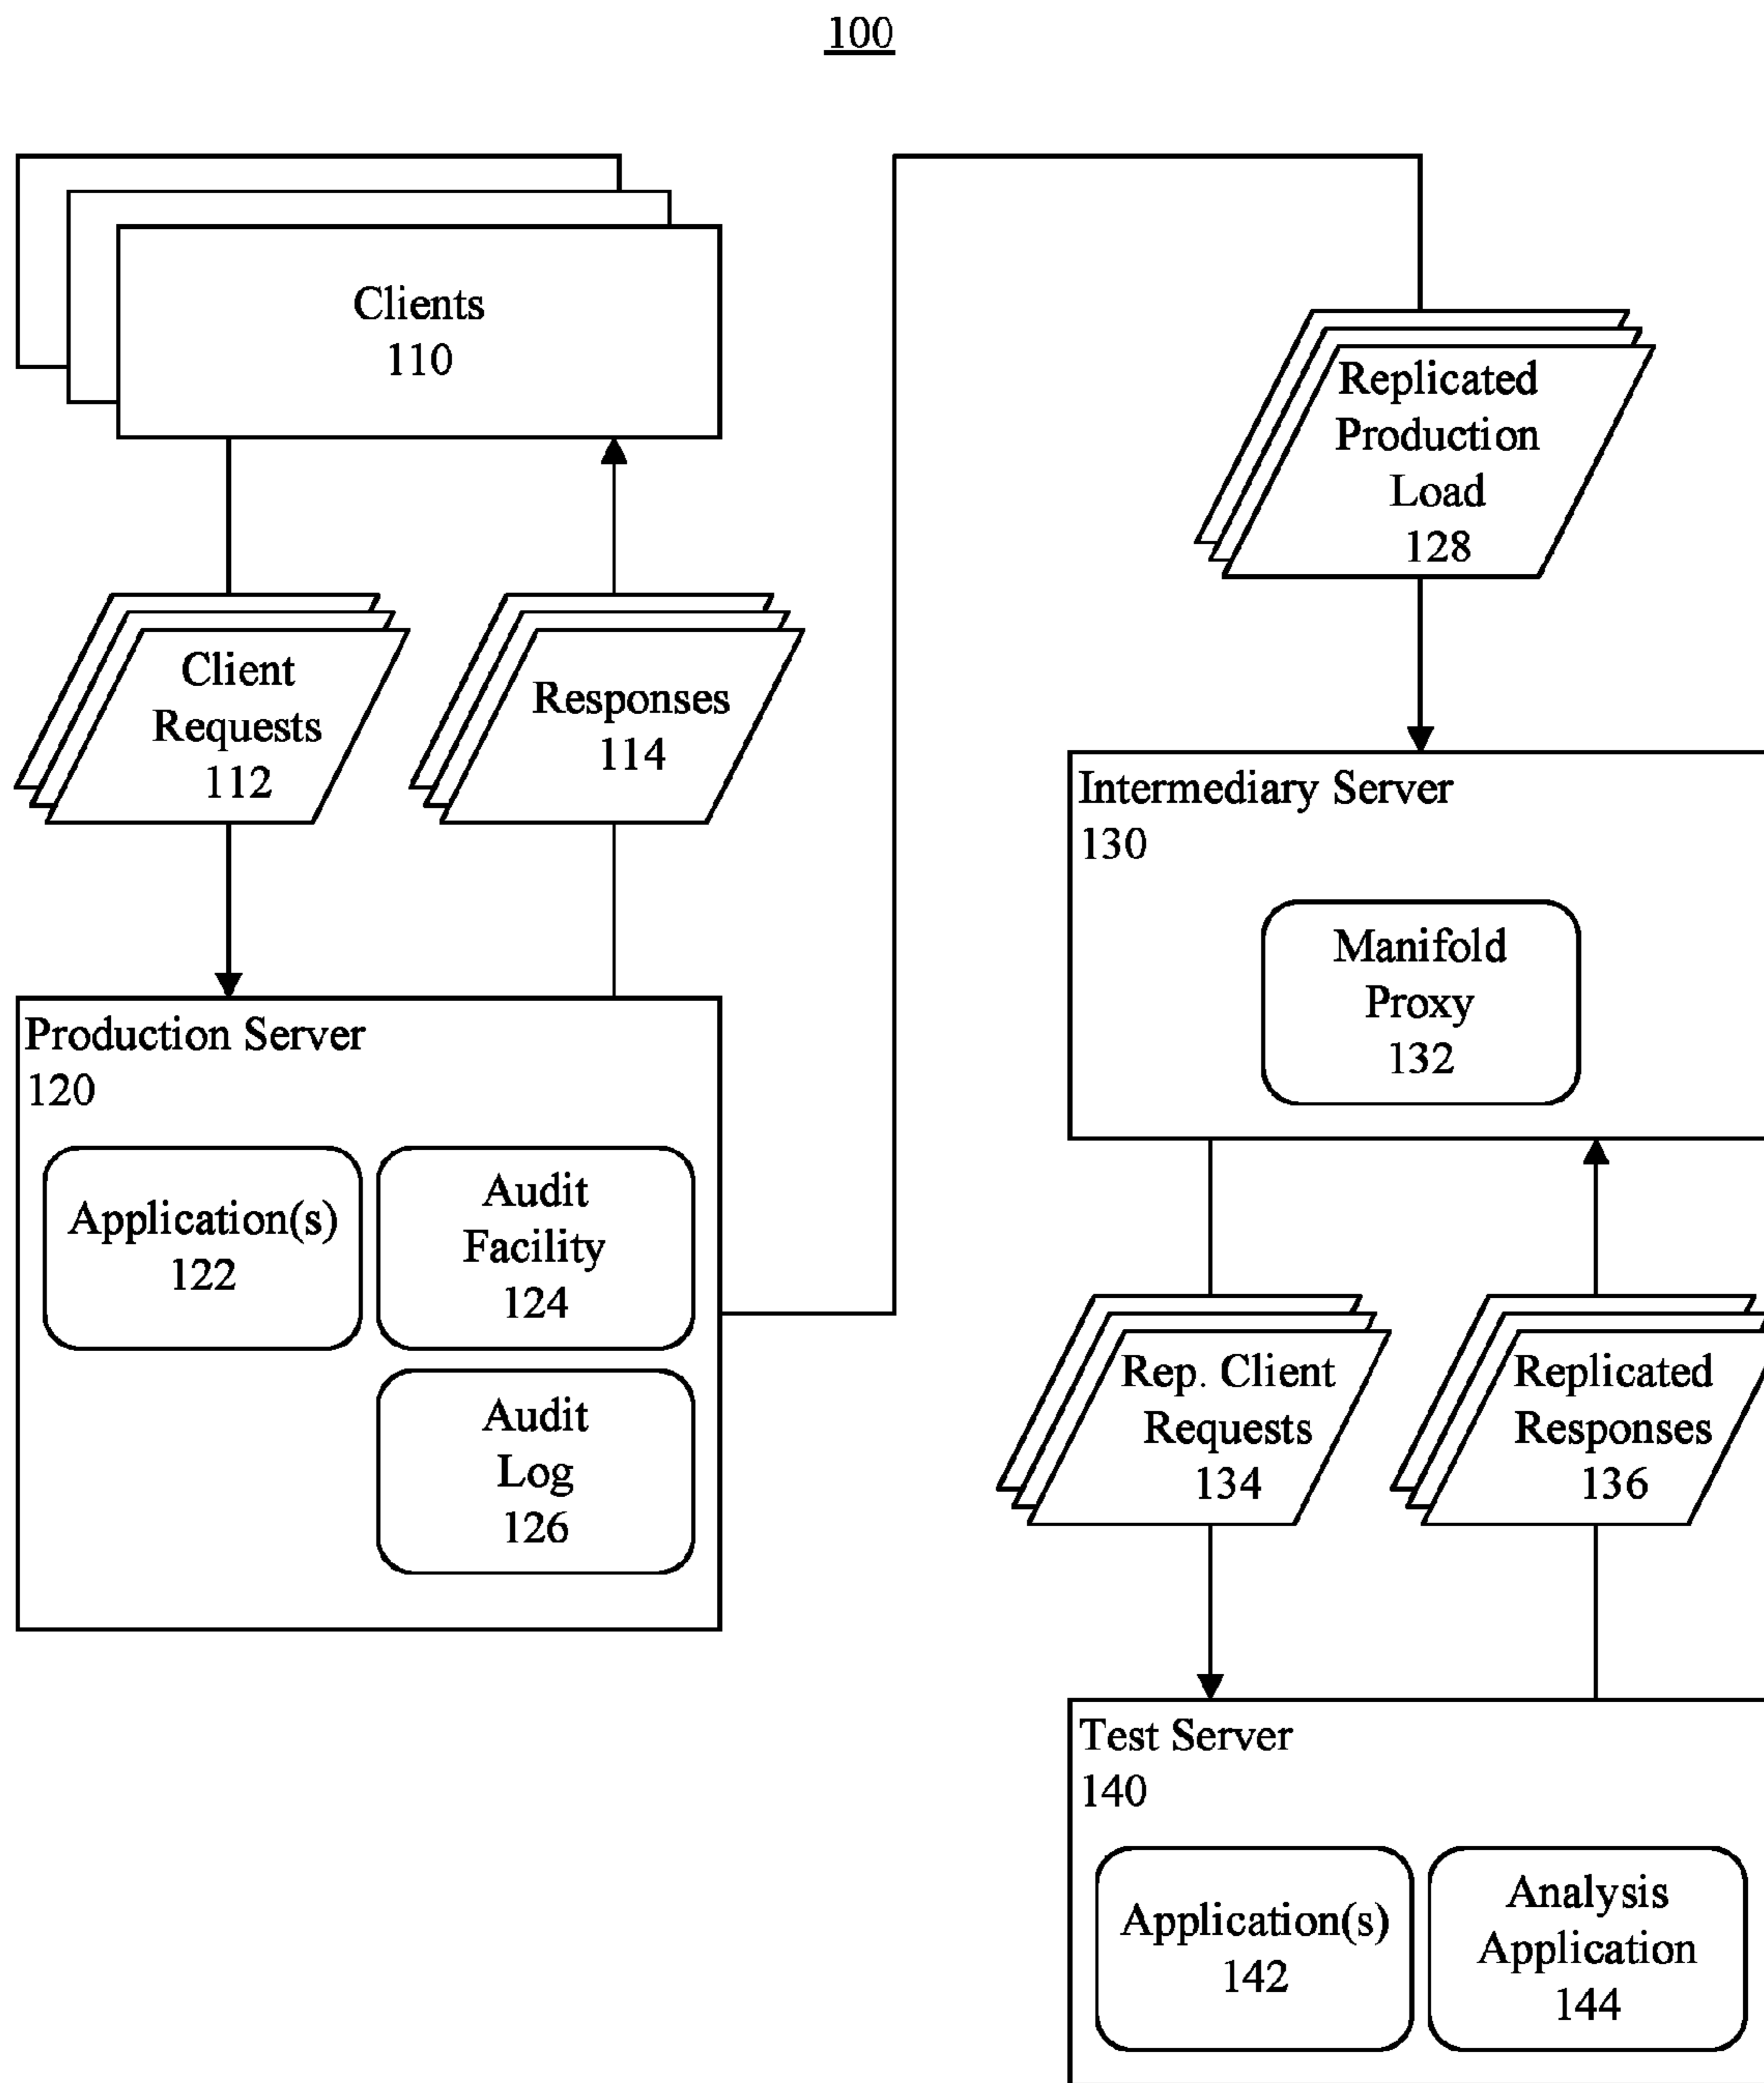 100
Clients
110
Client
Requests
112
Responses
114
Production Server
120
Application(s)
122
Audit
Facility
124
Audit
Log
126
Replicated
Production
Load
128
Intermediary Server
130
Manifold
Proxy
132
Rep. Client
Requests
134
Replicated
Responses
136
Test Server
140
Application(s)
142
Analysis
Application
144